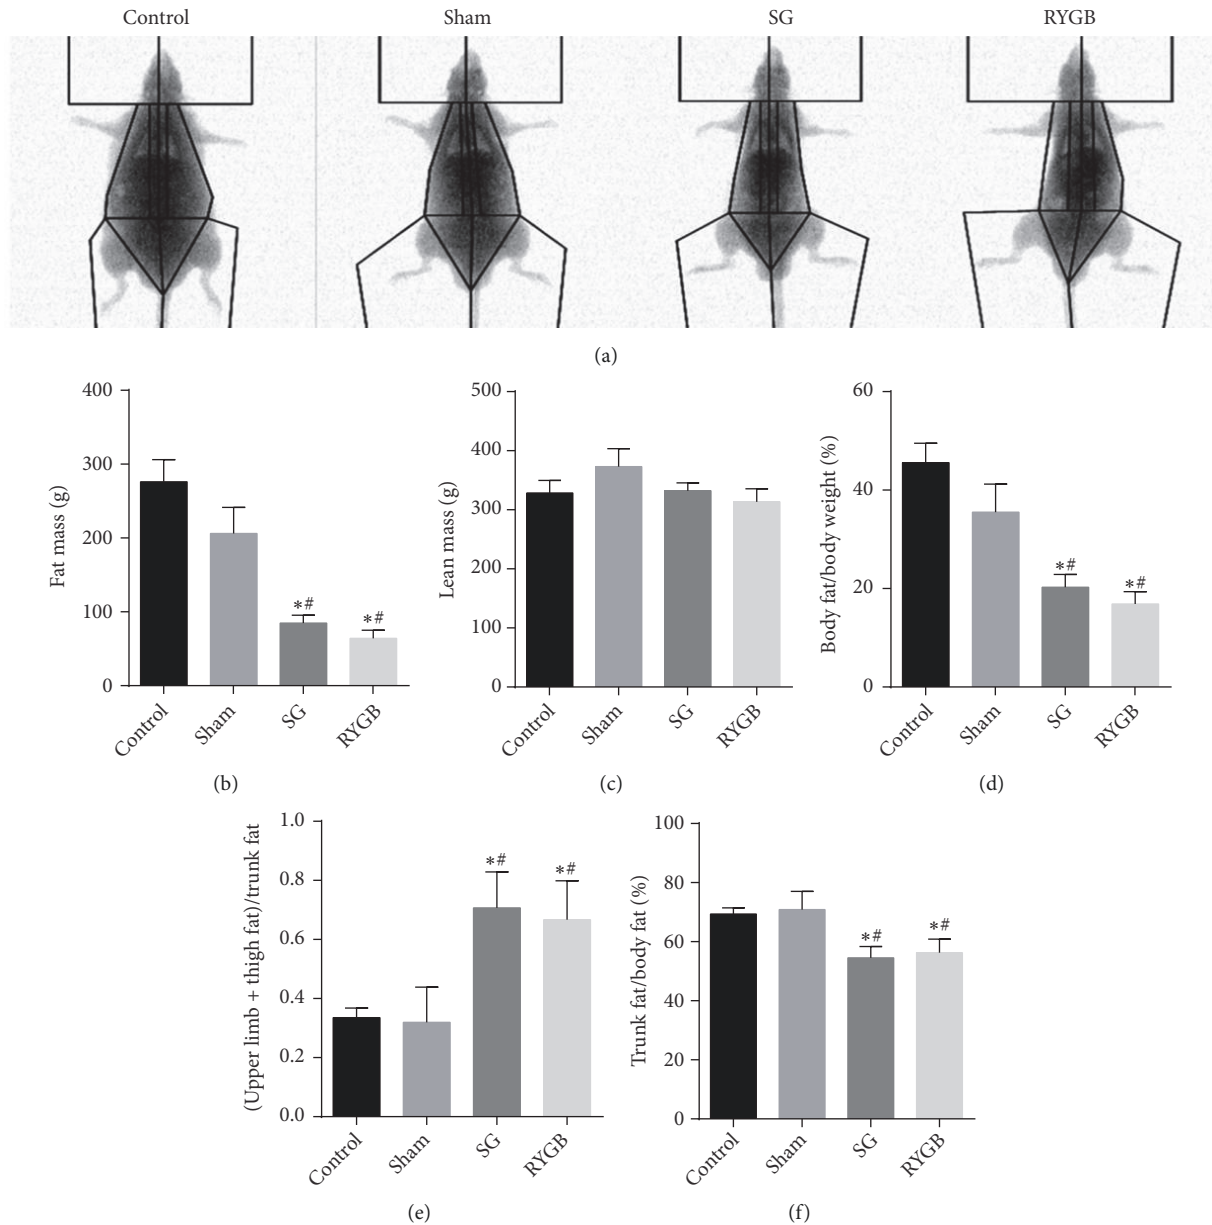 Control Sham SG RYGB
(a)
Fat mass (g)
400
300
200
100
0
*# *#
Control Sham SG RYGB
(b)
Lean mass (g)
500
400
300
200
100
0
Control Sham SG RYGB
(c)
Body fat/body weight (%)
60
40
20
0
*# *#
Control Sham SG RYGB
(d)
(Upper limb + thigh fat)/trunk fat
1.0
0.8
0.6
0.4
0.2
0.0
*# *#
Control Sham SG RYGB
(e)
Trunk fat/body fat (%)
100
80
60
40
20
0
*# *#
Control Sham SG RYGB
(f)